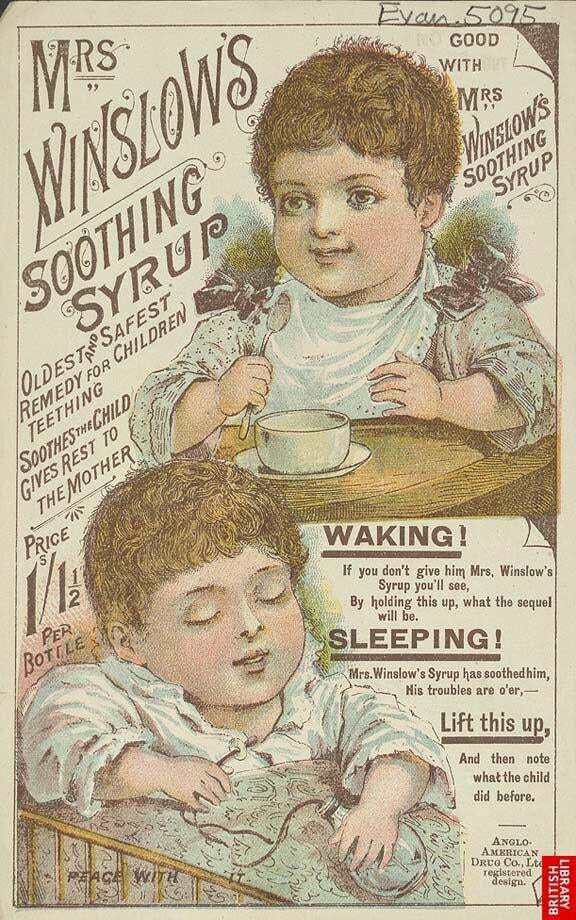 Evan.5095
MRS
WINSLOW'S
SOOTHING
SYRUP
OLDEST AND SAFEST
REMEDY FOR CHILDREN
TEETHING
SOOTHES THE CHILD
GIVES REST TO
THE MOTHER
PRICE
1/1½
PER
BOTTLE
GOOD
WITH
MRS
WINSLOW'S
SOOTHING
SYRUP
WAKING!
If you don't give him Mrs. Winslow's
Syrup you'll see,
By holding this up, what the sequel
will be.
SLEEPING!
Mrs. Winslow's Syrup has soothed him,
His troubles are o'er,—
Lift this up,
And then note
what the child
did before.
PEACE WITH IT
ANGLO-
AMERICAN
DRUG CO., Ltd
registered
design.
BRITISH
LIBRARY